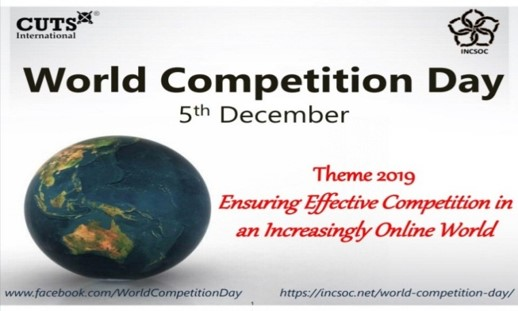 CUTS®
International
INCSOC
World Competition Day
5th December
Theme 2019
Ensuring Effective Competition in
an Increasingly Online World
www.facebook.com/WorldCompetitionDay
https://incsoc.net/world-competition-day/